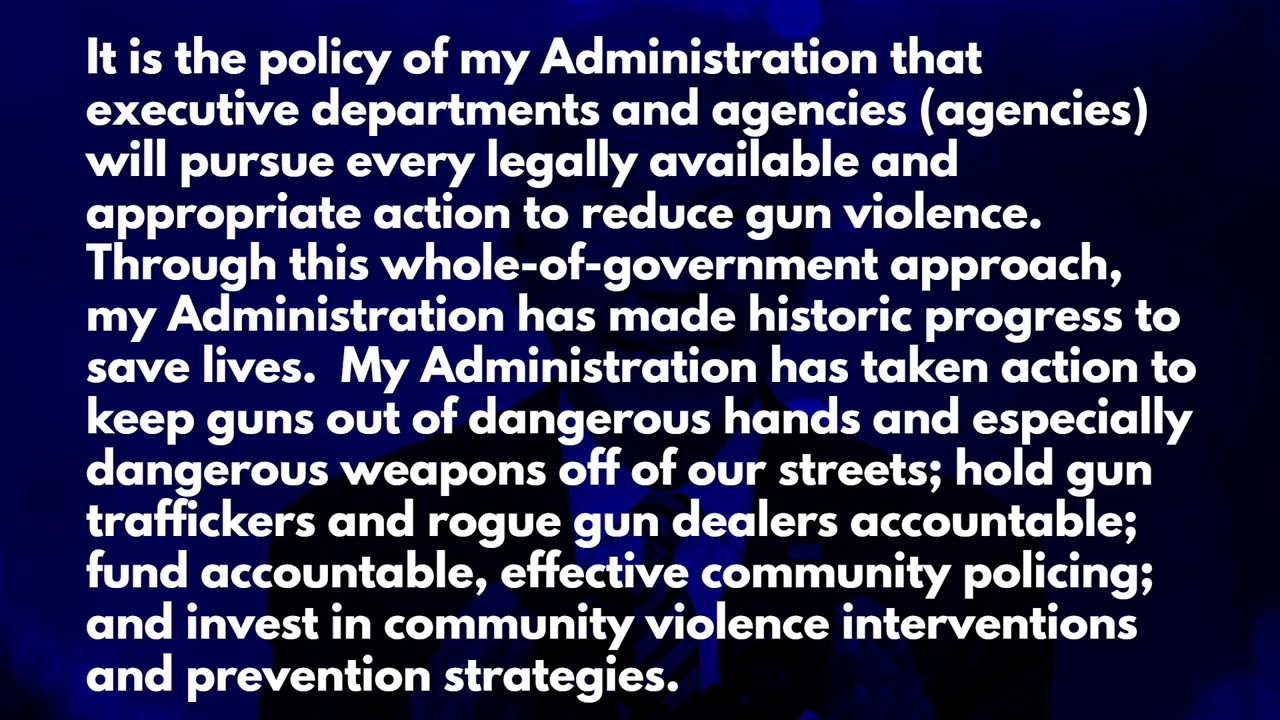 It is the policy of my Administration that
executive departments and agencies (agencies)
will pursue every legally available and
appropriate action to reduce gun violence.
Through this whole-of-government approach,
my Administration has made historic progress to
save lives.  My Administration has taken action to
keep guns out of dangerous hands and especially
dangerous weapons off of our streets; hold gun
traffickers and rogue gun dealers accountable;
fund accountable, effective community policing;
and invest in community violence interventions
and prevention strategies.